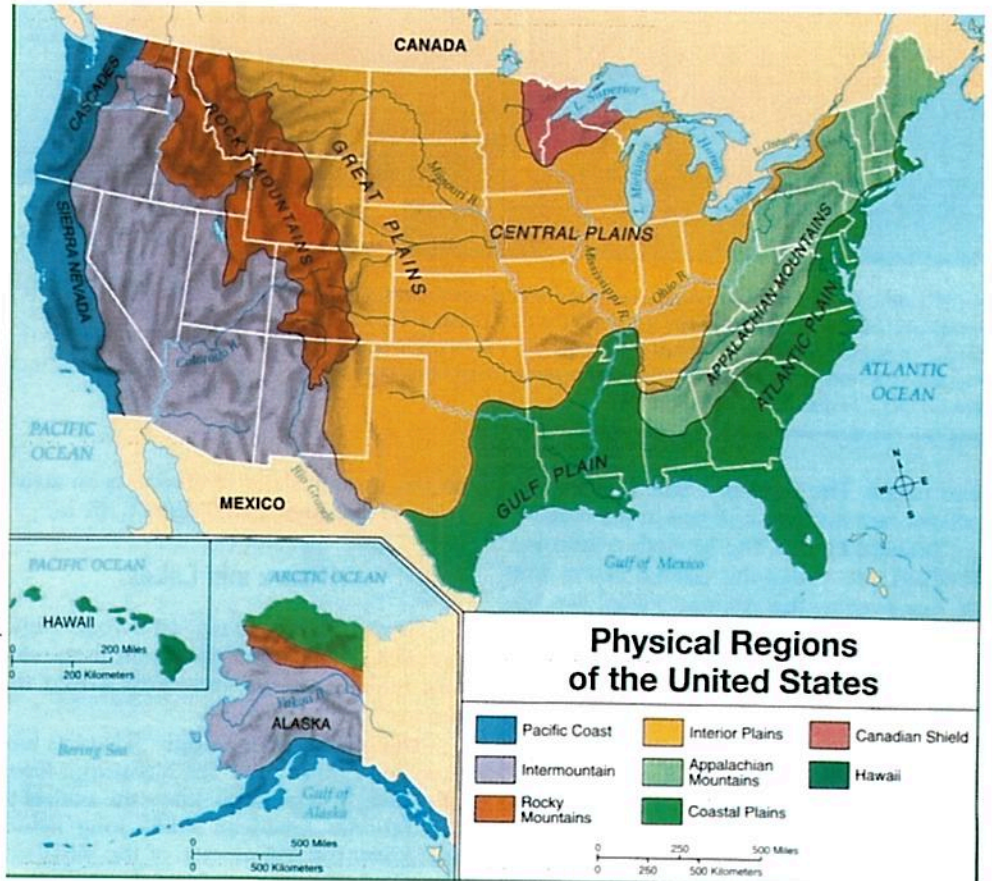 CANADA
CASCADES
ROCKY MOUNTAINS
GREAT PLAINS
Missouri R.
L. Superior
L. Michigan
Huron
L. Ontario
CENTRAL PLAINS
Mississippi R.
Ohio R.
SIERRA NEVADA
Colorado R.
APPALACHIAN MOUNTAINS
ATLANTIC PLAIN
ATLANTIC
OCEAN
PACIFIC
OCEAN
GULF PLAIN
MEXICO
Rio Grande
Gulf of Mexico
N
W E
S
PACIFIC OCEAN
HAWAII
0 200 Miles
0 200 Kilometers
ARCTIC OCEAN
Yukon R.
ALASKA
Bering Sea
Gulf of
Alaska
0 500 Miles
0 500 Kilometers
Physical Regions
of the United States
Pacific Coast
Intermountain
Rocky
Mountains
Interior Plains
Appalachian
Mountains
Coastal Plains
Canadian Shield
Hawaii
0 250 500 Miles
0 250 500 Kilometers